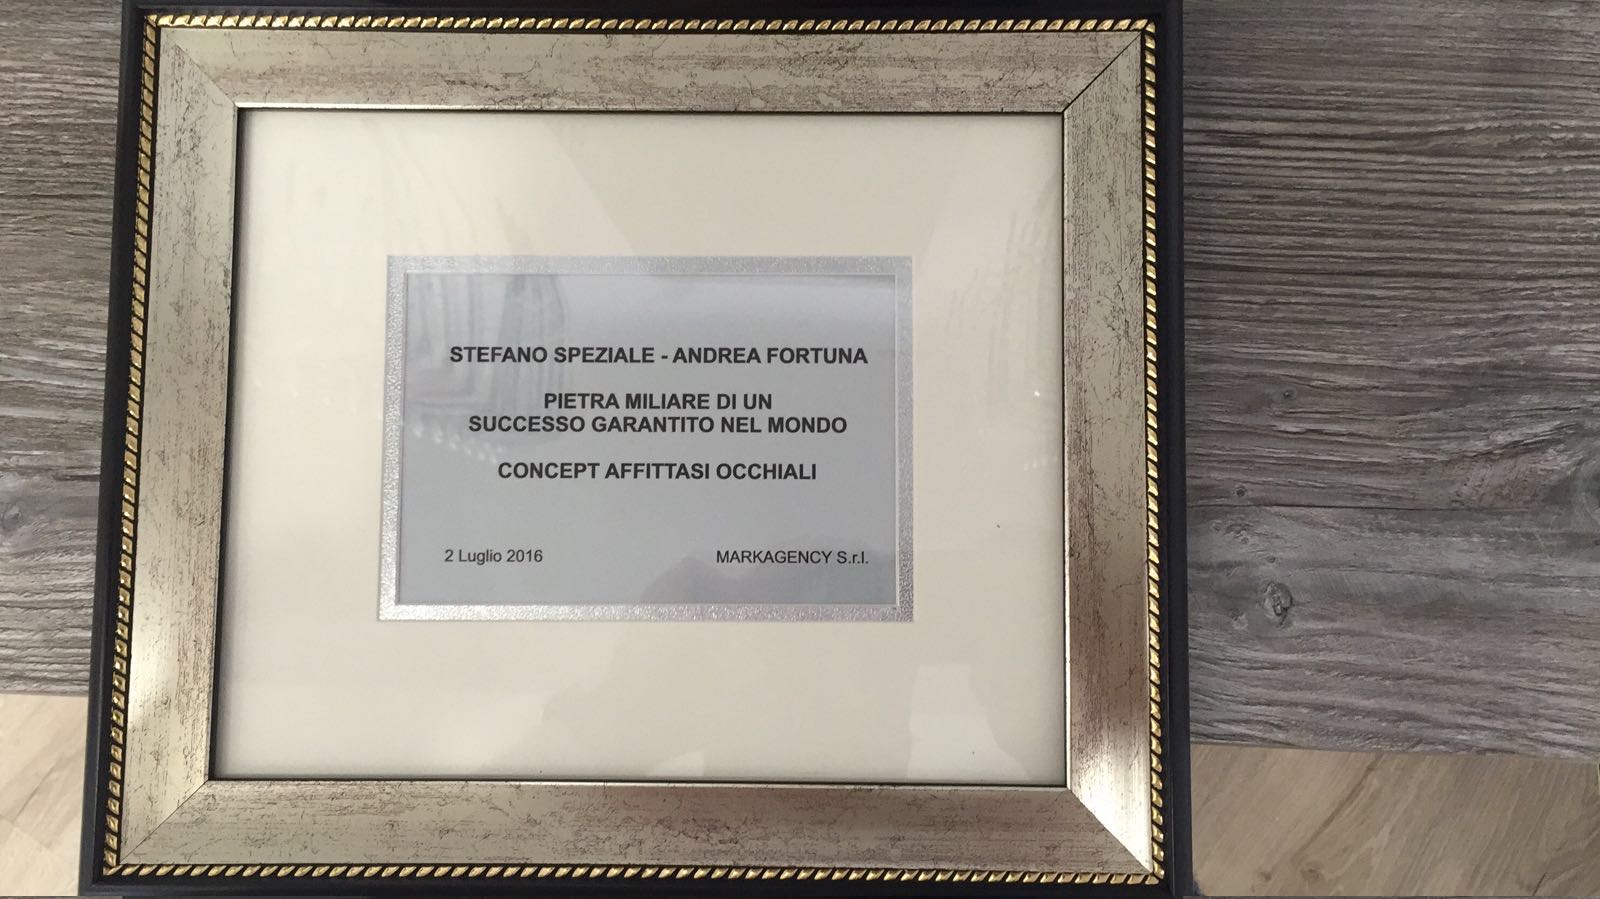 STEFANO SPEZIALE - ANDREA FORTUNA
PIETRA MILIARE DI UN
SUCCESSO GARANTITO NEL MONDO
CONCEPT AFFITTASI OCCHIALI
2 Luglio 2016 MARKAGENCY S.r.l.